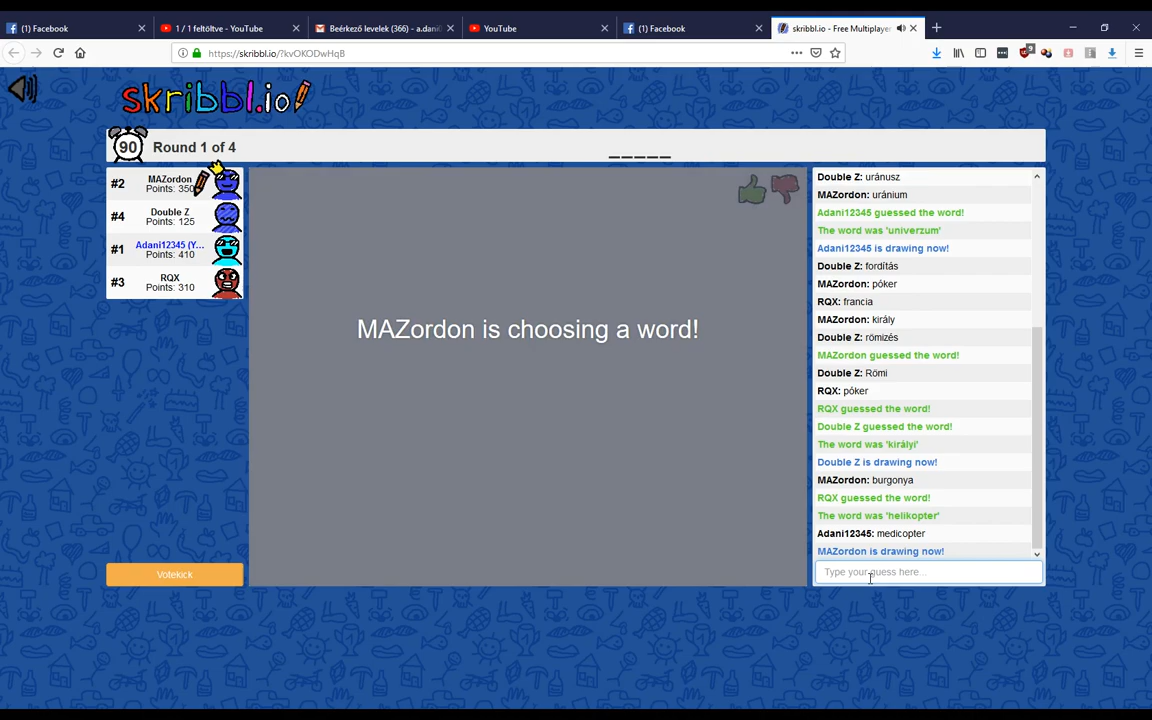 (1) Facebook
1 / 1 feltöltve - YouTube
Beérkező levelek (366) - a.dani
YouTube
(1) Facebook
skribbl.io - Free Multiplayer
https://skribbl.io/?kvOKODwHqB
9
skribbl.io
90
Round 1 of 4
_____
#2
MAZordon
Points: 350
#4
Double Z
Points: 125
#1
Adani12345 (Y...
Points: 410
#3
RQX
Points: 310
Votekick
MAZordon is choosing a word!
Double Z: uránusz
MAZordon: uránium
Adani12345 guessed the word!
The word was 'univerzum'
Adani12345 is drawing now!
Double Z: fordítás
MAZordon: póker
RQX: francia
MAZordon: király
Double Z: römizés
MAZordon guessed the word!
Double Z: Römi
RQX: póker
RQX guessed the word!
Double Z guessed the word!
The word was 'királyi'
Double Z is drawing now!
MAZordon: burgonya
RQX guessed the word!
The word was 'helikopter'
Adani12345: medicopter
MAZordon is drawing now!
Type your guess here...